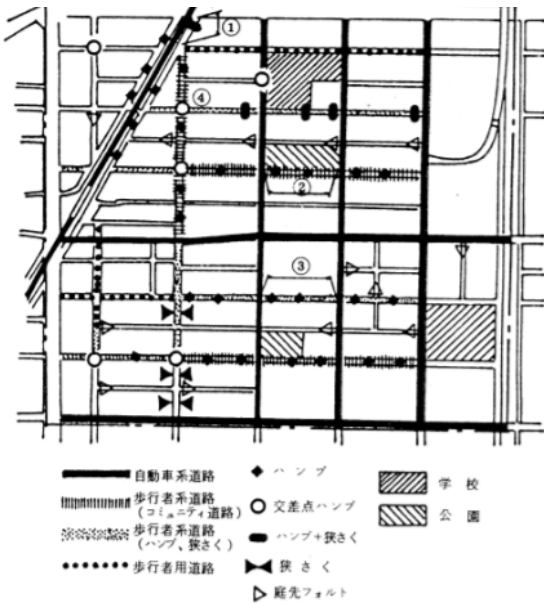 ①
④
②
③
自動車系道路
歩行者系道路
(コミュニティ道路)
歩行者系道路
(ハンプ、狭さく)
歩行者用道路
ハンプ
交差点ハンプ
ハンプ+狭さく
狭さく
庭先フォルト
学校
公園